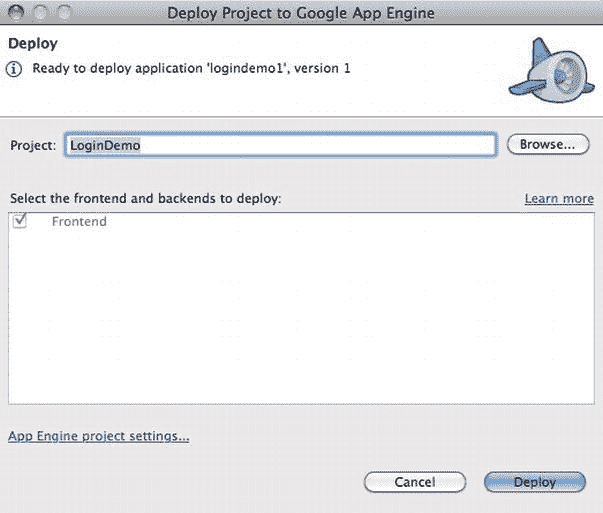 Deploy Project to Google App Engine
Deploy
Ready to deploy application 'logindemo1', version 1
Project: LoginDemo Browse...
Select the frontend and backends to deploy: Learn more
Frontend
App Engine project settings...
Cancel Deploy